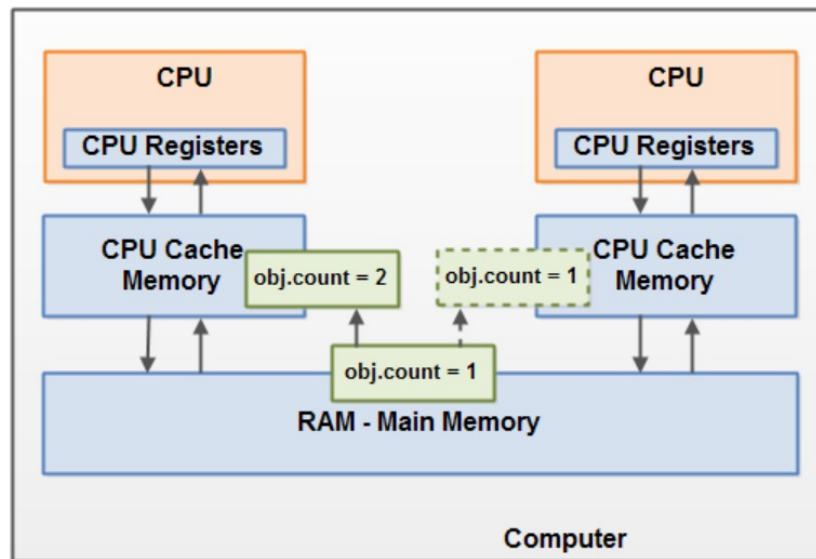 CPU
CPU
CPU Registers
CPU Registers
CPU Cache
Memory
CPU Cache
Memory
obj.count = 2
obj.count = 1
obj.count = 1
RAM - Main Memory
Computer